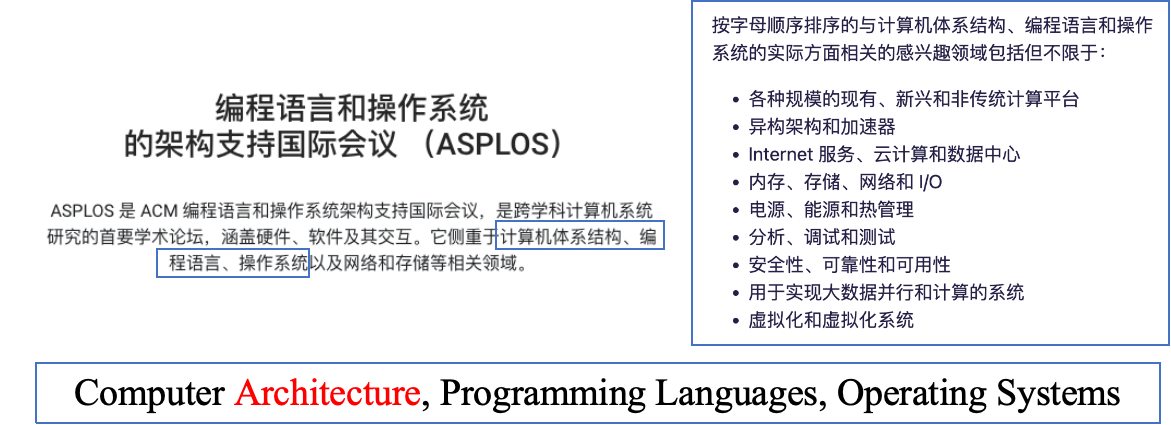 编程语言和操作系统
的架构支持国际会议 （ASPLOS）
ASPLOS 是 ACM 编程语言和操作系统架构支持国际会议，是跨学科计算机系统
研究的首要学术论坛，涵盖硬件、软件及其交互。它侧重于计算机体系结构、编
程语言、操作系统以及网络和存储等相关领域。
按字母顺序排序的与计算机体系结构、编程语言和操作
系统的实际方面相关的感兴趣领域包括但不限于：
• 各种规模的现有、新兴和非传统计算平台
• 异构架构和加速器
• Internet 服务、云计算和数据中心
• 内存、存储、网络和 I/O
• 电源、能源和热管理
• 分析、调试和测试
• 安全性、可靠性和可用性
• 用于实现大数据并行和计算的系统
• 虚拟化和虚拟化系统
Computer Architecture, Programming Languages, Operating Systems